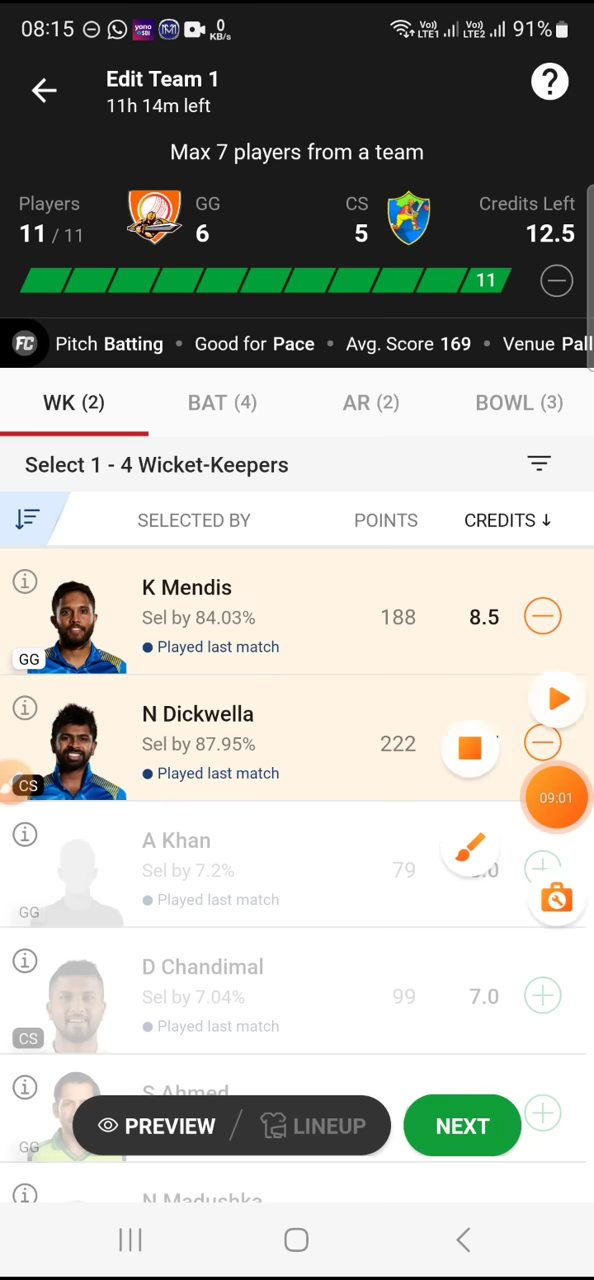 08:15 yono SBI 0 KB/s Vo)) LTE1 Vo)) LTE2 91%
Edit Team 1
11h 14m left
?
Max 7 players from a team
Players GG CS Credits Left
11 / 11 6 5 12.5
11
FC Pitch Batting • Good for Pace • Avg. Score 169 • Venue Pall
WK (2) BAT (4) AR (2) BOWL (3)
Select 1 - 4 Wicket-Keepers
SELECTED BY POINTS CREDITS ↓
K Mendis
Sel by 84.03% 188 8.5
Played last match
GG
N Dickwella
Sel by 87.95% 222
Played last match
CS
09:01
A Khan
Sel by 7.2% 79 .0
Played last match
GG
D Chandimal
Sel by 7.04% 99 7.0
Played last match
CS
S Ahmed
PREVIEW / LINEUP NEXT
GG
N Madushka